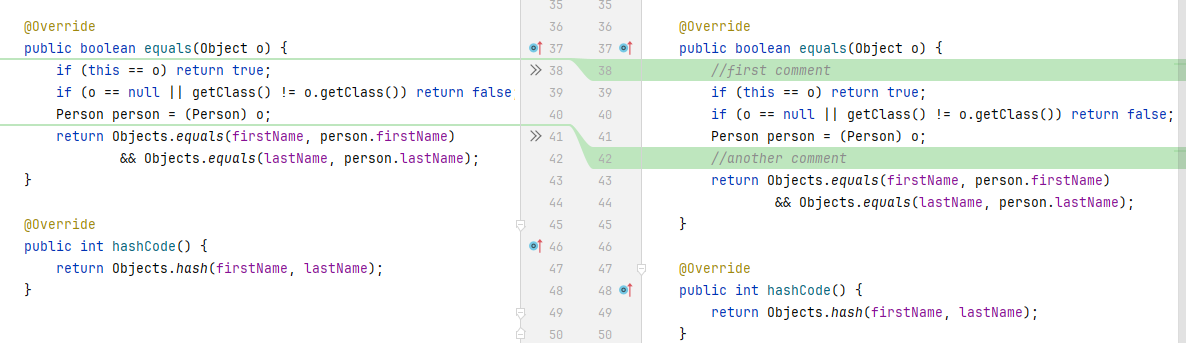 35 35
@Override 36 36 @Override
public boolean equals(Object o) { 37 37 public boolean equals(Object o) {
if (this == o) return true; 38 38 //first comment
if (o == null || getClass() != o.getClass()) return false 39 39 if (this == o) return true;
Person person = (Person) o; 40 40 if (o == null || getClass() != o.getClass()) return false;
return Objects.equals(firstName, person.firstName) 41 41 Person person = (Person) o;
&& Objects.equals(lastName, person.lastName); 42 42 //another comment
} 43 43 return Objects.equals(firstName, person.firstName)
44 44 && Objects.equals(lastName, person.lastName);
@Override 45 45 }
public int hashCode() { 46 46
return Objects.hash(firstName, lastName); 47 47 @Override
} 48 48 public int hashCode() {
49 49 return Objects.hash(firstName, lastName);
50 50 }